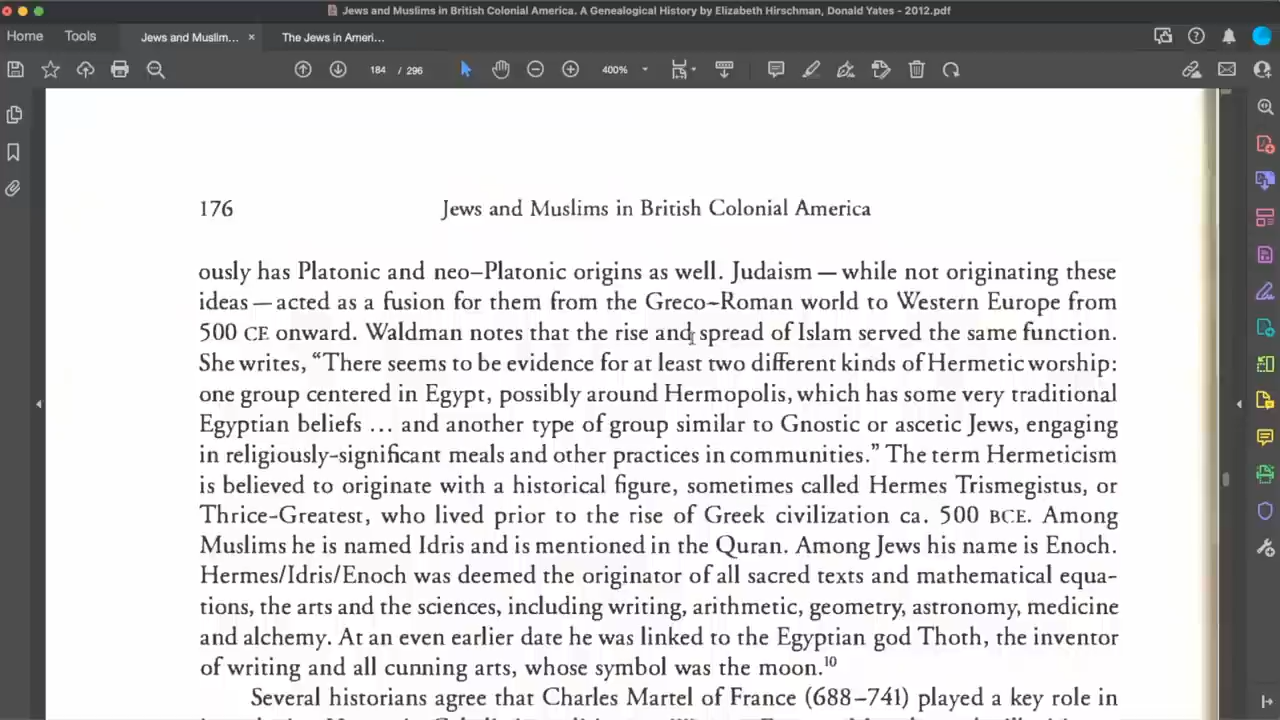 Jews and Muslims in British Colonial America. A Genealogical History by Elizabeth Hirschman, Donald Yates - 2012.pdf
Home Tools Jews and Muslim... × The Jews in Ameri...
184 / 296 400%
176 Jews and Muslims in British Colonial America
ously has Platonic and neo–Platonic origins as well. Judaism — while not originating these
ideas — acted as a fusion for them from the Greco–Roman world to Western Europe from
500 CE onward. Waldman notes that the rise and spread of Islam served the same function.
She writes, “There seems to be evidence for at least two different kinds of Hermetic worship:
one group centered in Egypt, possibly around Hermopolis, which has some very traditional
Egyptian beliefs ... and another type of group similar to Gnostic or ascetic Jews, engaging
in religiously-significant meals and other practices in communities.” The term Hermeticism
is believed to originate with a historical figure, sometimes called Hermes Trismegistus, or
Thrice-Greatest, who lived prior to the rise of Greek civilization ca. 500 BCE. Among
Muslims he is named Idris and is mentioned in the Quran. Among Jews his name is Enoch.
Hermes/Idris/Enoch was deemed the originator of all sacred texts and mathematical equa-
tions, the arts and the sciences, including writing, arithmetic, geometry, astronomy, medicine
and alchemy. At an even earlier date he was linked to the Egyptian god Thoth, the inventor
of writing and all cunning arts, whose symbol was the moon.10
Several historians agree that Charles Martel of France (688–741) played a key role in